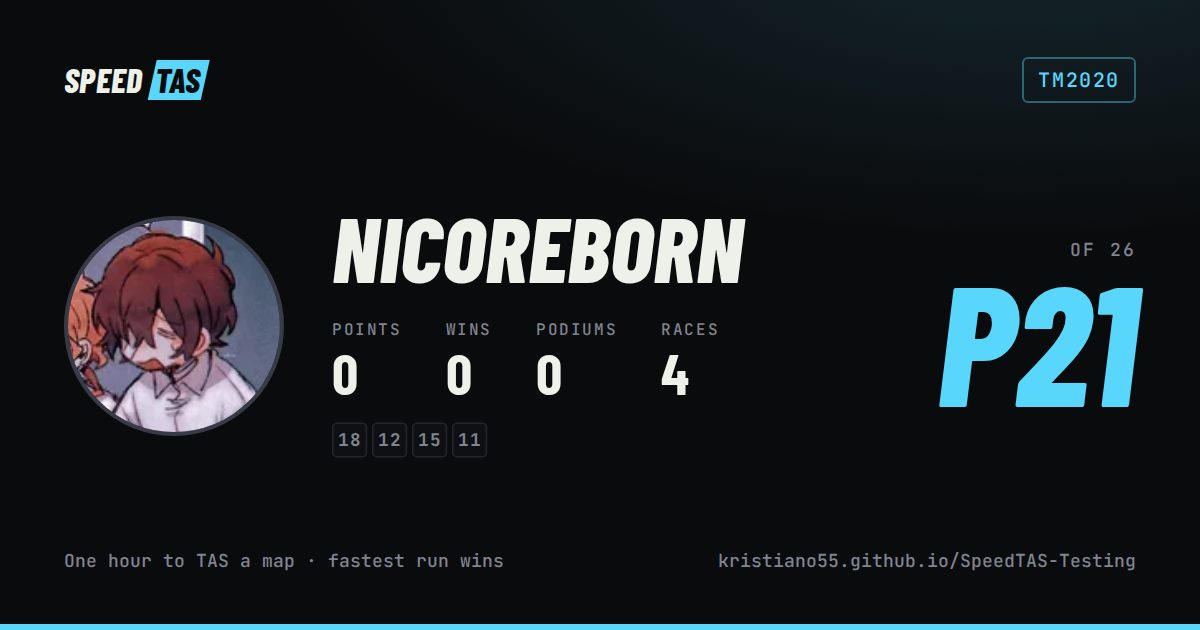 SPEED TAS
TM2020
NICOREBORN
OF 26
P21
POINTS WINS PODIUMS RACES
0 0 0 4
18 12 15 11
One hour to TAS a map · fastest run wins
kristiano55.github.io/SpeedTAS-Testing